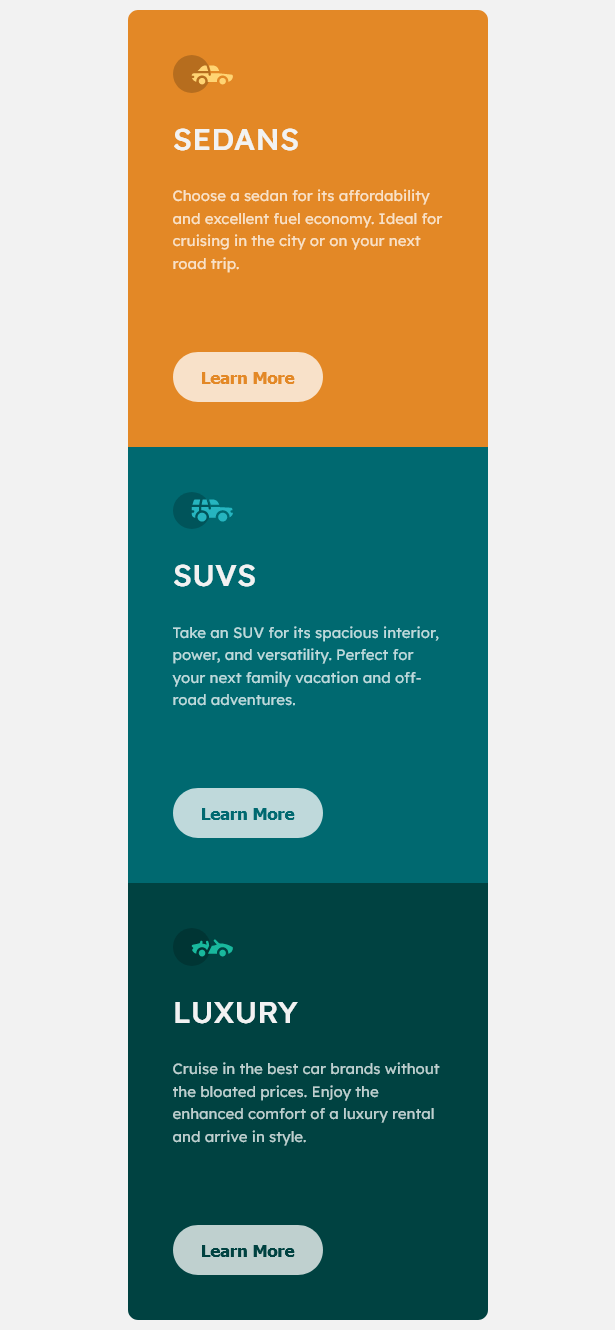 SEDANS
Choose a sedan for its affordability
and excellent fuel economy. Ideal for
cruising in the city or on your next
road trip.
Learn More
SUVS
Take an SUV for its spacious interior,
power, and versatility. Perfect for
your next family vacation and off-
road adventures.
Learn More
LUXURY
Cruise in the best car brands without
the bloated prices. Enjoy the
enhanced comfort of a luxury rental
and arrive in style.
Learn More